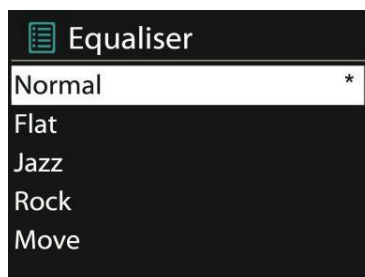 Equaliser
Normal *
Flat
Jazz
Rock
Move